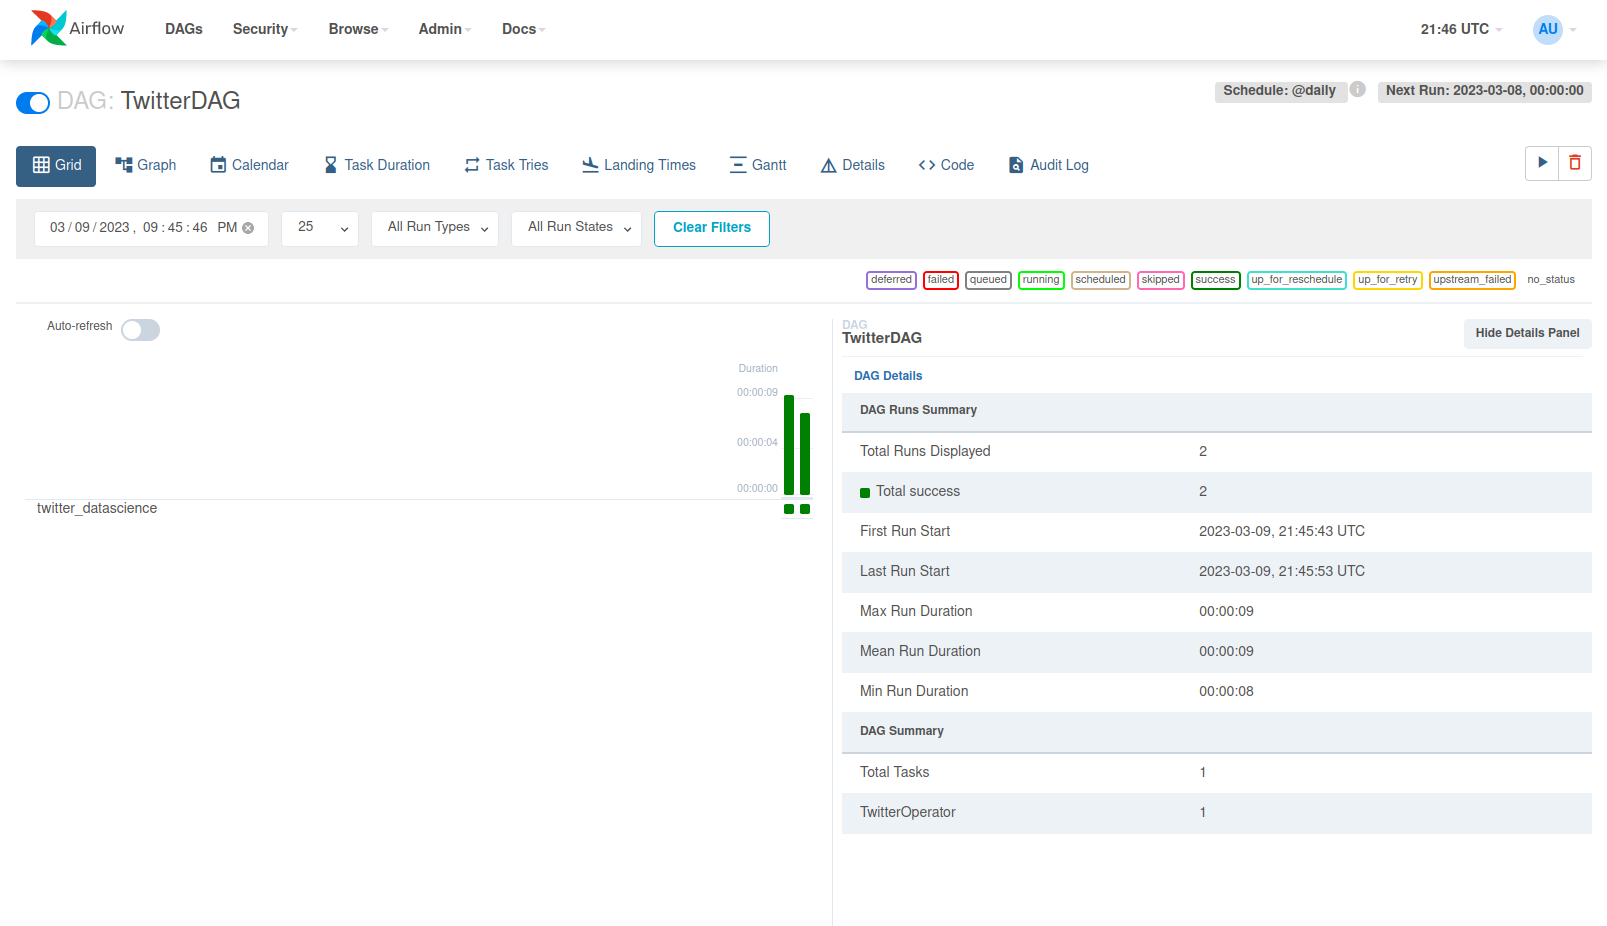 Airflow DAGs Security Browse Admin Docs 21:46 UTC AU
DAG: TwitterDAG Schedule: @daily i Next Run: 2023-03-08, 00:00:00
Grid Graph Calendar Task Duration Task Tries Landing Times Gantt Details Code Audit Log
03/09/2023, 09:45:46 PM 25 All Run Types All Run States Clear Filters
deferred failed queued running scheduled skipped success up_for_reschedule up_for_retry upstream_failed no_status
Auto-refresh
Duration
00:00:09
00:00:04
00:00:00
twitter_datascience
DAG
TwitterDAG
Hide Details Panel
DAG Details
DAG Runs Summary
Total Runs Displayed 2
Total success 2
First Run Start 2023-03-09, 21:45:43 UTC
Last Run Start 2023-03-09, 21:45:53 UTC
Max Run Duration 00:00:09
Mean Run Duration 00:00:09
Min Run Duration 00:00:08
DAG Summary
Total Tasks 1
TwitterOperator 1